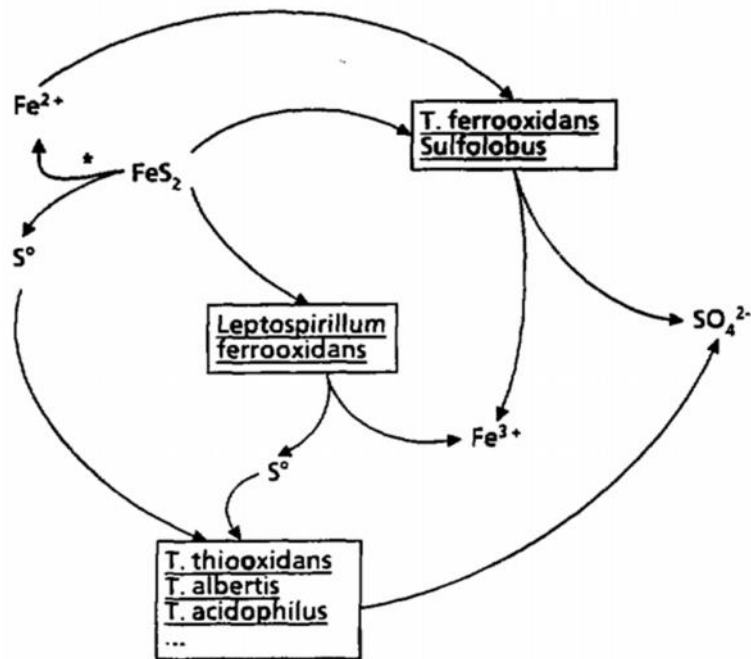 Fe²⁺
T. ferrooxidans
Sulfolobus
*
FeS₂
S°
Leptospirillum
ferrooxidans
SO₄²⁻
Fe³⁺
S°
T. thiooxidans
T. albertis
T. acidophilus
...